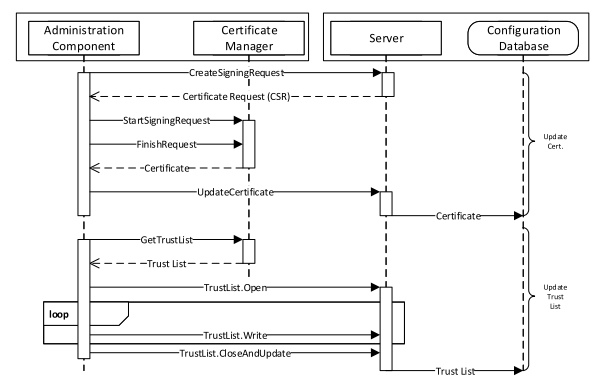 Administration
Component
Certificate
Manager
Server
Configuration
Database
CreateSigningRequest
Certificate Request (CSR)
StartSigningRequest
FinishRequest
Certificate
UpdateCertificate
Certificate
Update
Cert.
GetTrustList
Trust List
TrustList.Open
loop
TrustList.Write
TrustList.CloseAndUpdate
Trust List
Update
Trust
List